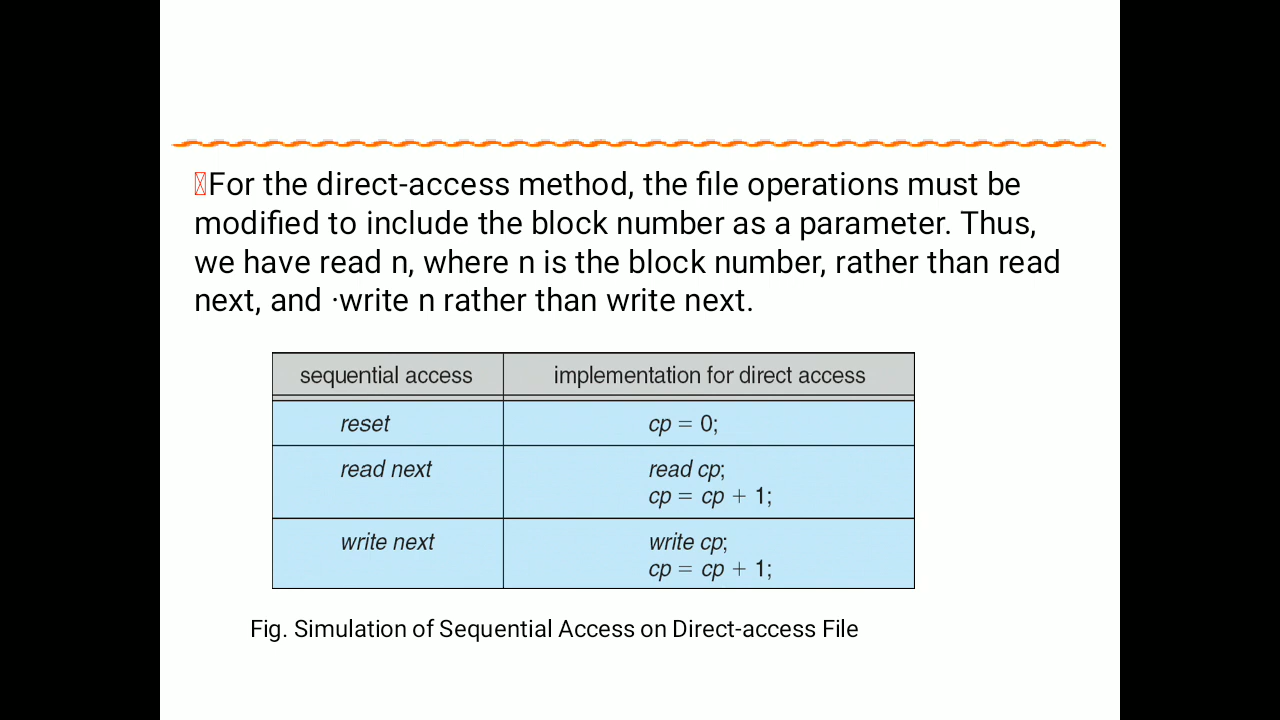 For the direct-access method, the file operations must be
modified to include the block number as a parameter. Thus,
we have read n, where n is the block number, rather than read
next, and ·write n rather than write next.
sequential access implementation for direct access
reset cp = 0;
read next read cp;
cp = cp + 1;
write next write cp;
cp = cp + 1;
Fig. Simulation of Sequential Access on Direct-access File